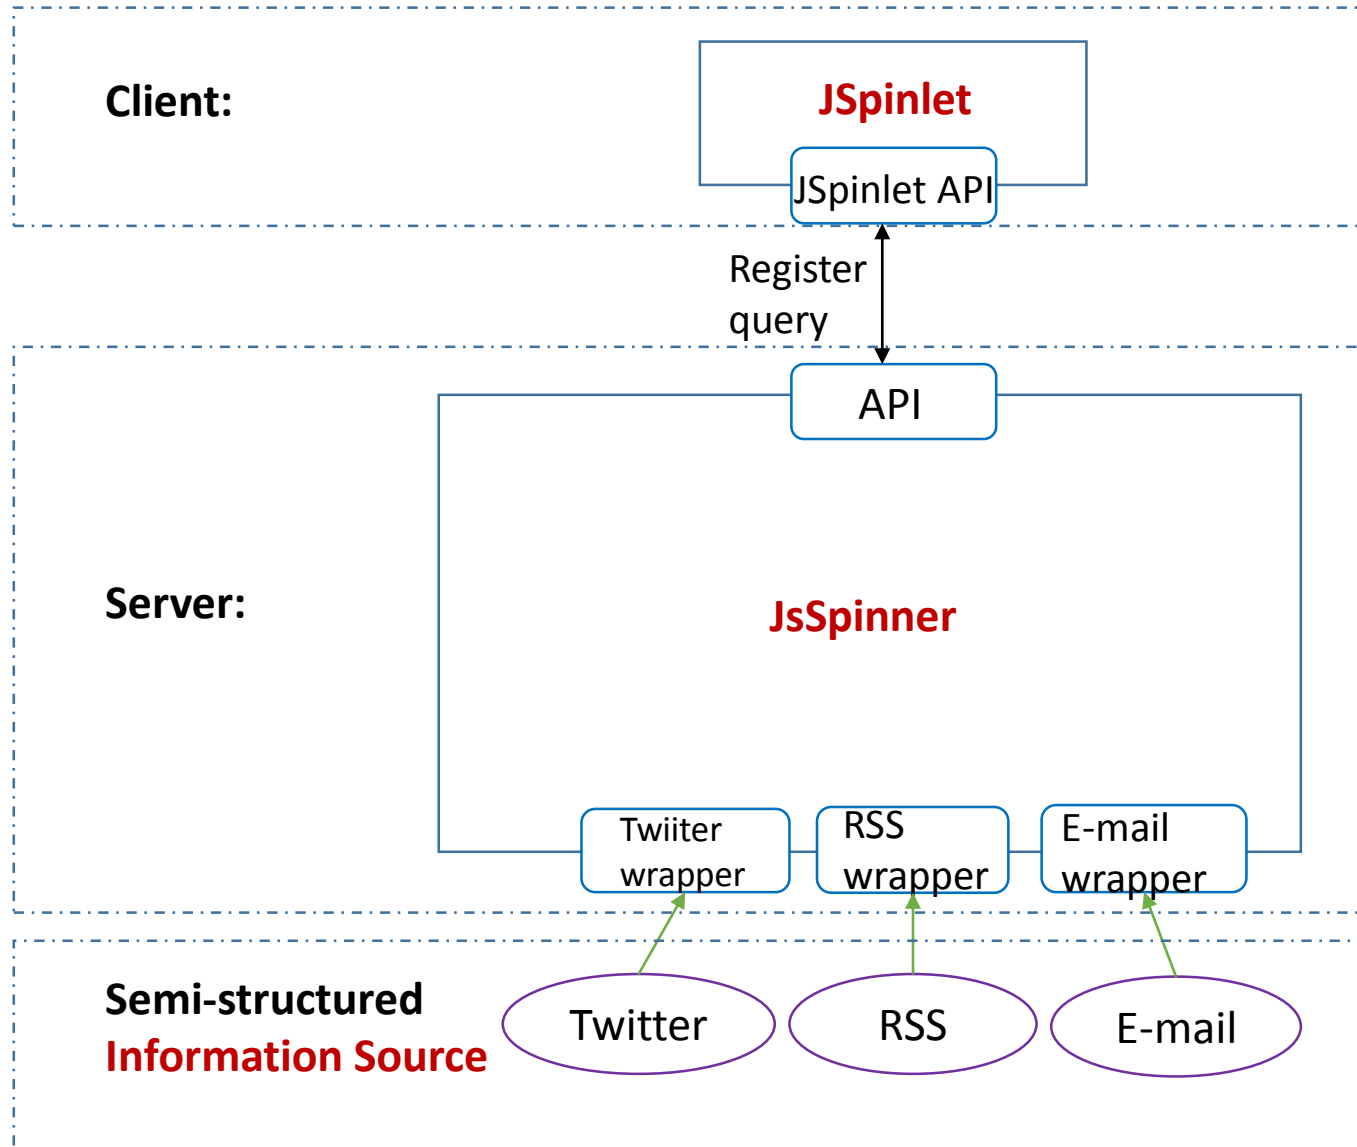 Client:
JSpinlet
JSpinlet API
Register
query
API
Server:
JsSpinner
Twiiter
wrapper
RSS
wrapper
E-mail
wrapper
Semi-structured
Information Source
Twitter
RSS
E-mail